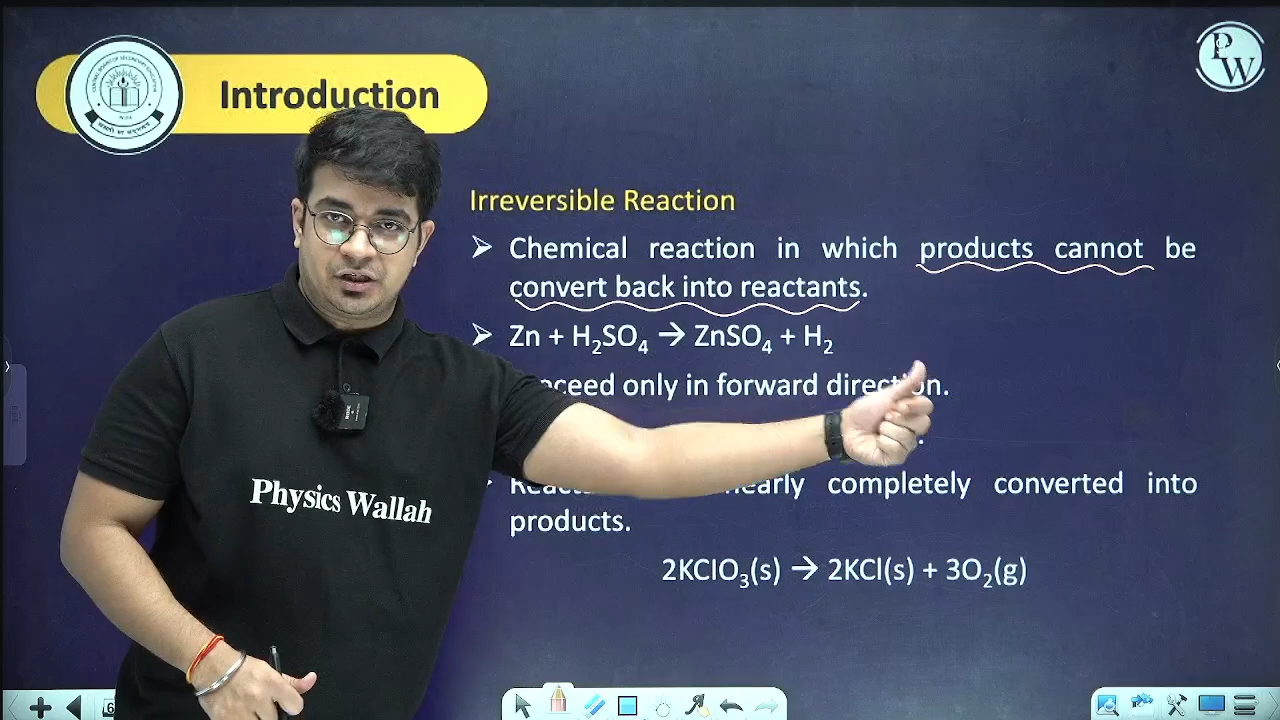 Introduction
PW
Irreversible Reaction
➢ Chemical reaction in which products cannot be
convert back into reactants.
➢ Zn + H₂SO₄ → ZnSO₄ + H₂
only in forward direction.
nearly completely converted into
products.
2KClO₃(s) → 2KCl(s) + 3O₂(g)
Physics Wallah